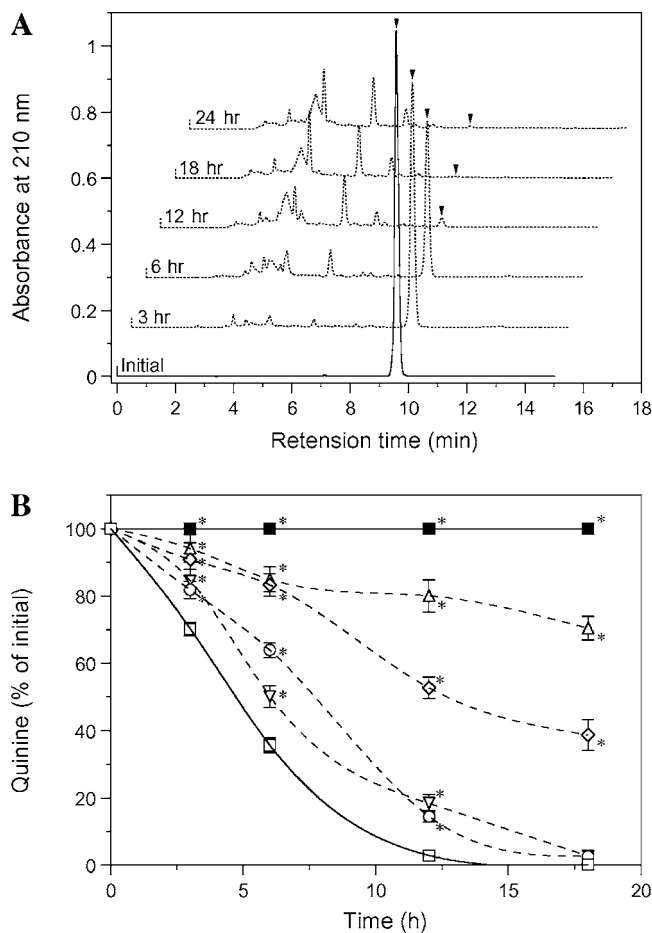 A
Absorbance at 210 nm
1
0.8
0.6
0.4
0.2
0
24 hr
18 hr
12 hr
6 hr
3 hr
Initial
0 2 4 6 8 10 12 14 16 18
Retension time (min)
B
Quinine (% of initial)
100
80
60
40
20
0
* * * *
* * * *
* * * *
* * *
* * *
0 5 10 15 20
Time (h)